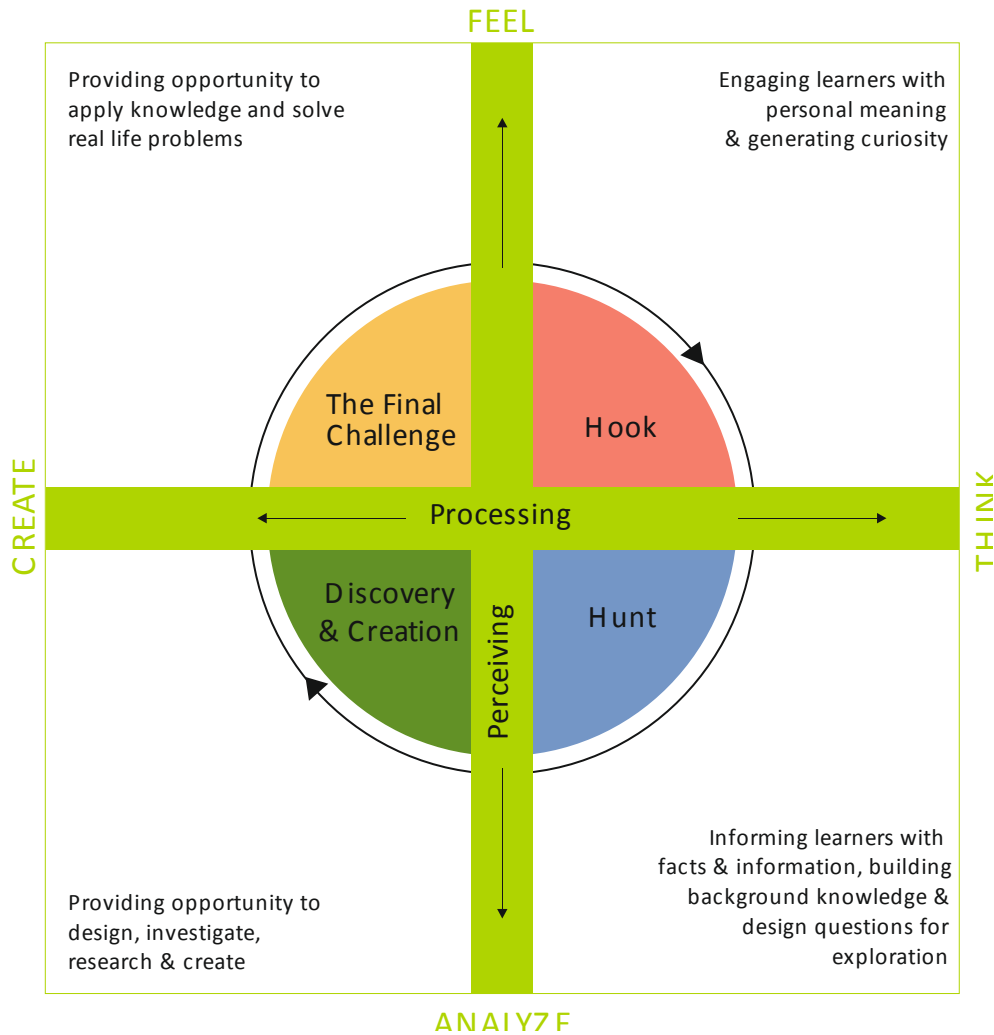 FEEL
Providing opportunity to
apply knowledge and solve
real life problems
Engaging learners with
personal meaning
& generating curiosity
The Final
Challenge
Hook
CREATE
Processing
THINK
Discovery
& Creation
Hunt
Perceiving
Providing opportunity to
design, investigate,
research & create
Informing learners with
facts & information, building
background knowledge &
design questions for
exploration
ANALYZE